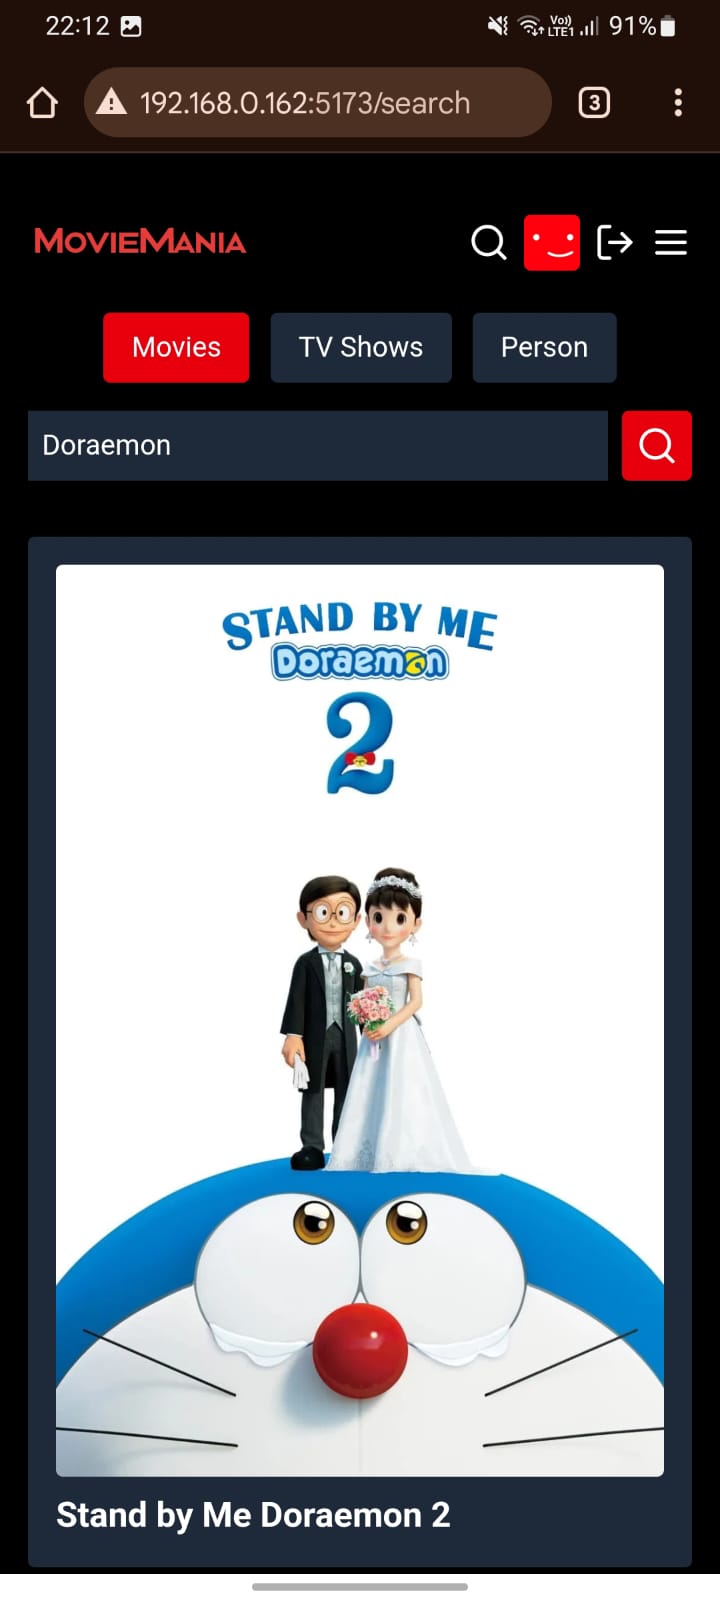 22:12 Vo)) LTE1 91%
192.168.0.162:5173/search 3
MOVIEMANIA
Movies TV Shows Person
Doraemon
STAND BY ME
Doraemon
2
Stand by Me Doraemon 2